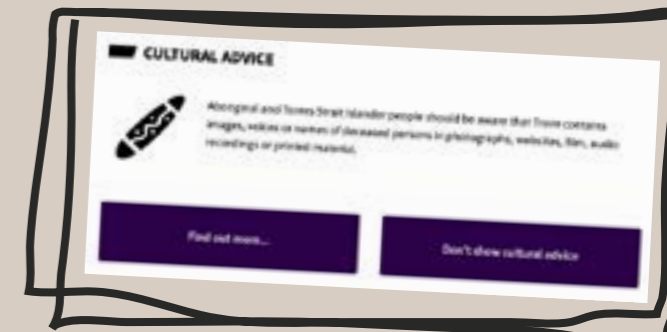 CULTURAL ADVICE
Aboriginal and Torres Strait Islander people should be aware that Trove contains
images, voices or names of deceased persons in photographs, websites, film, audio
recordings or printed material.
Find out more...
Don't show cultural advice